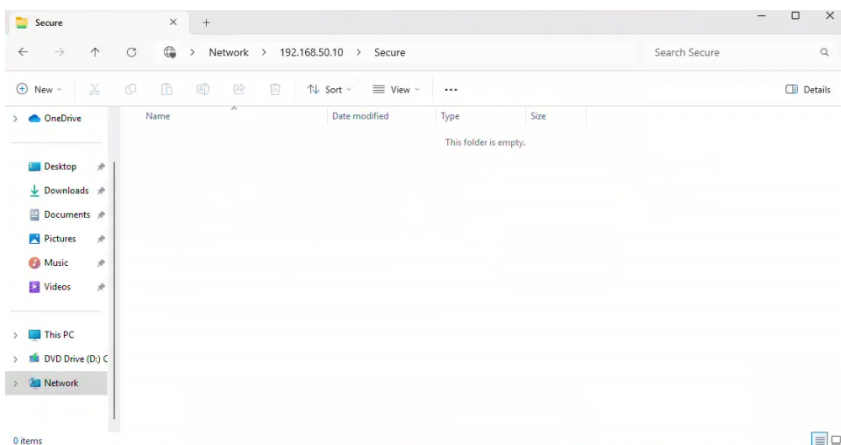 Secure
Network > 192.168.50.10 > Secure
Search Secure
New
Sort
View
Details
OneDrive
Name
Date modified
Type
Size
This folder is empty.
Desktop
Downloads
Documents
Pictures
Music
Videos
This PC
DVD Drive (D:) C
Network
0 items